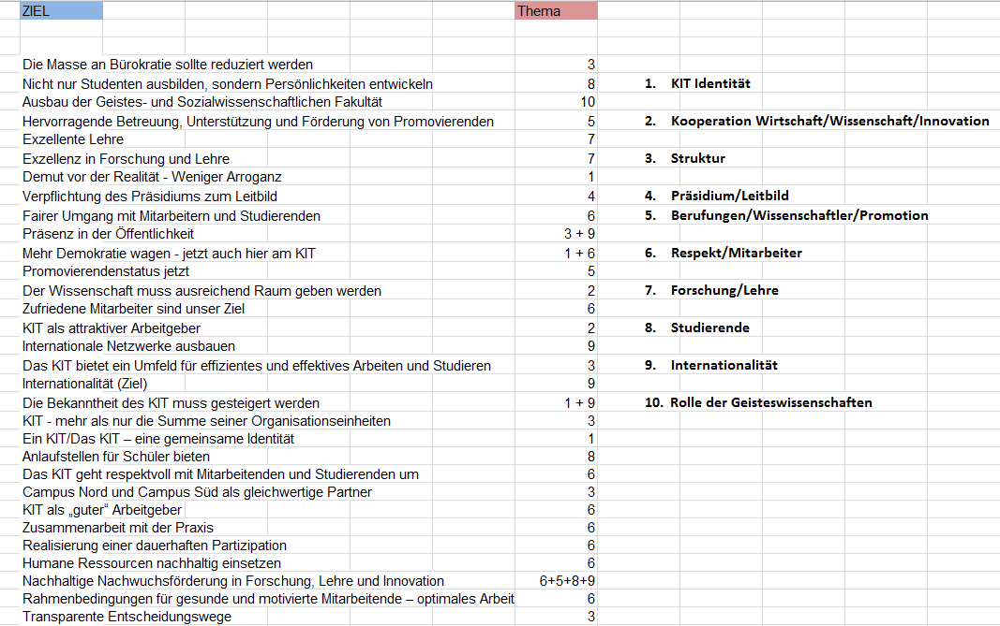 ZIEL Thema
Die Masse an Bürokratie sollte reduziert werden 3
Nicht nur Studenten ausbilden, sondern Persönlichkeiten entwickeln 8 1. KIT Identität
Ausbau der Geistes- und Sozialwissenschaftlichen Fakultät 10
Hervorragende Betreuung, Unterstützung und Förderung von Promovierenden 5 2. Kooperation Wirtschaft/Wissenschaft/Innovation
Exzellente Lehre 7
Exzellenz in Forschung und Lehre 7 3. Struktur
Demut vor der Realität - Weniger Arroganz 1
Verpflichtung des Präsidiums zum Leitbild 4 4. Präsidium/Leitbild
Fairer Umgang mit Mitarbeitern und Studierenden 6 5. Berufungen/Wissenschaftler/Promotion
Präsenz in der Öffentlichkeit 3 + 9
Mehr Demokratie wagen - jetzt auch hier am KIT 1 + 6 6. Respekt/Mitarbeiter
Promovierendenstatus jetzt 5
Der Wissenschaft muss ausreichend Raum geben werden 2 7. Forschung/Lehre
Zufriedene Mitarbeiter sind unser Ziel 6
KIT als attraktiver Arbeitgeber 2 8. Studierende
Internationale Netzwerke ausbauen 9
Das KIT bietet ein Umfeld für effizientes und effektives Arbeiten und Studieren 3 9. Internationalität
Internationalität (Ziel) 9
Die Bekanntheit des KIT muss gesteigert werden 1 + 9 10. Rolle der Geisteswissenschaften
KIT - mehr als nur die Summe seiner Organisationseinheiten 3
Ein KIT/Das KIT – eine gemeinsame Identität 1
Anlaufstellen für Schüler bieten 8
Das KIT geht respektvoll mit Mitarbeitenden und Studierenden um 6
Campus Nord und Campus Süd als gleichwertige Partner 3
KIT als „guter“ Arbeitgeber 6
Zusammenarbeit mit der Praxis 6
Realisierung einer dauerhaften Partizipation 6
Humane Ressourcen nachhaltig einsetzen 6
Nachhaltige Nachwuchsförderung in Forschung, Lehre und Innovation 6+5+8+9
Rahmenbedingungen für gesunde und motivierte Mitarbeitende – optimales Arbeit 6
Transparente Entscheidungswege 3